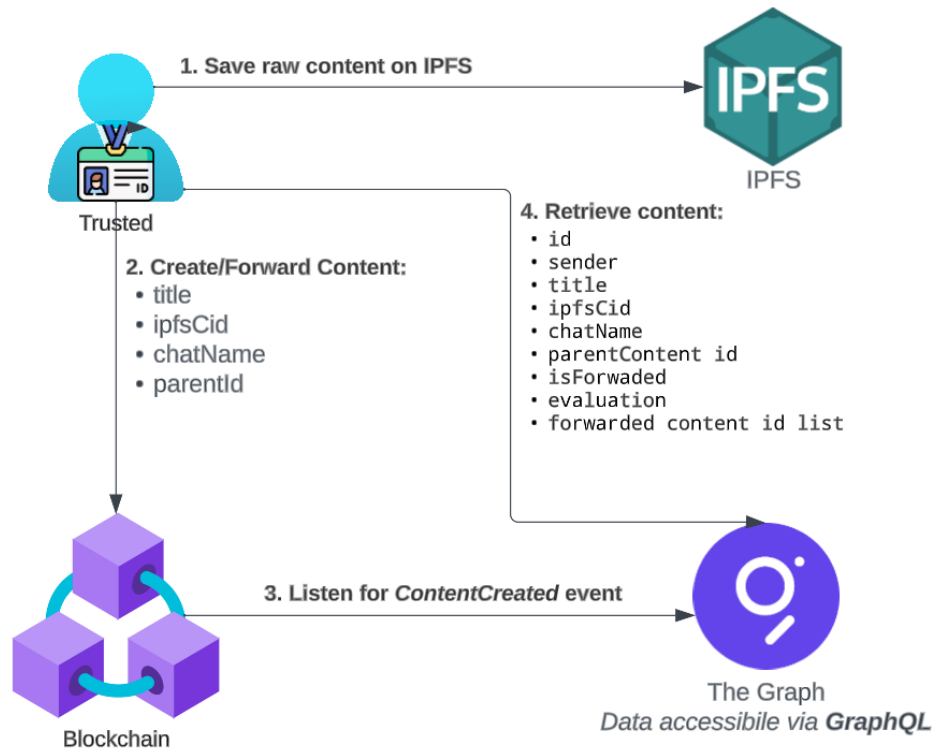 1. Save raw content on IPFS
IPFS
IPFS
ID
Trusted
2. Create/Forward Content:
• title
• ipfsCid
• chatName
• parentId
4. Retrieve content:
• id
• sender
• title
• ipfsCid
• chatName
• parentContent id
• isForwaded
• evaluation
• forwarded content id list
3. Listen for ContentCreated event
Blockchain
The Graph
Data accessibile via GraphQL